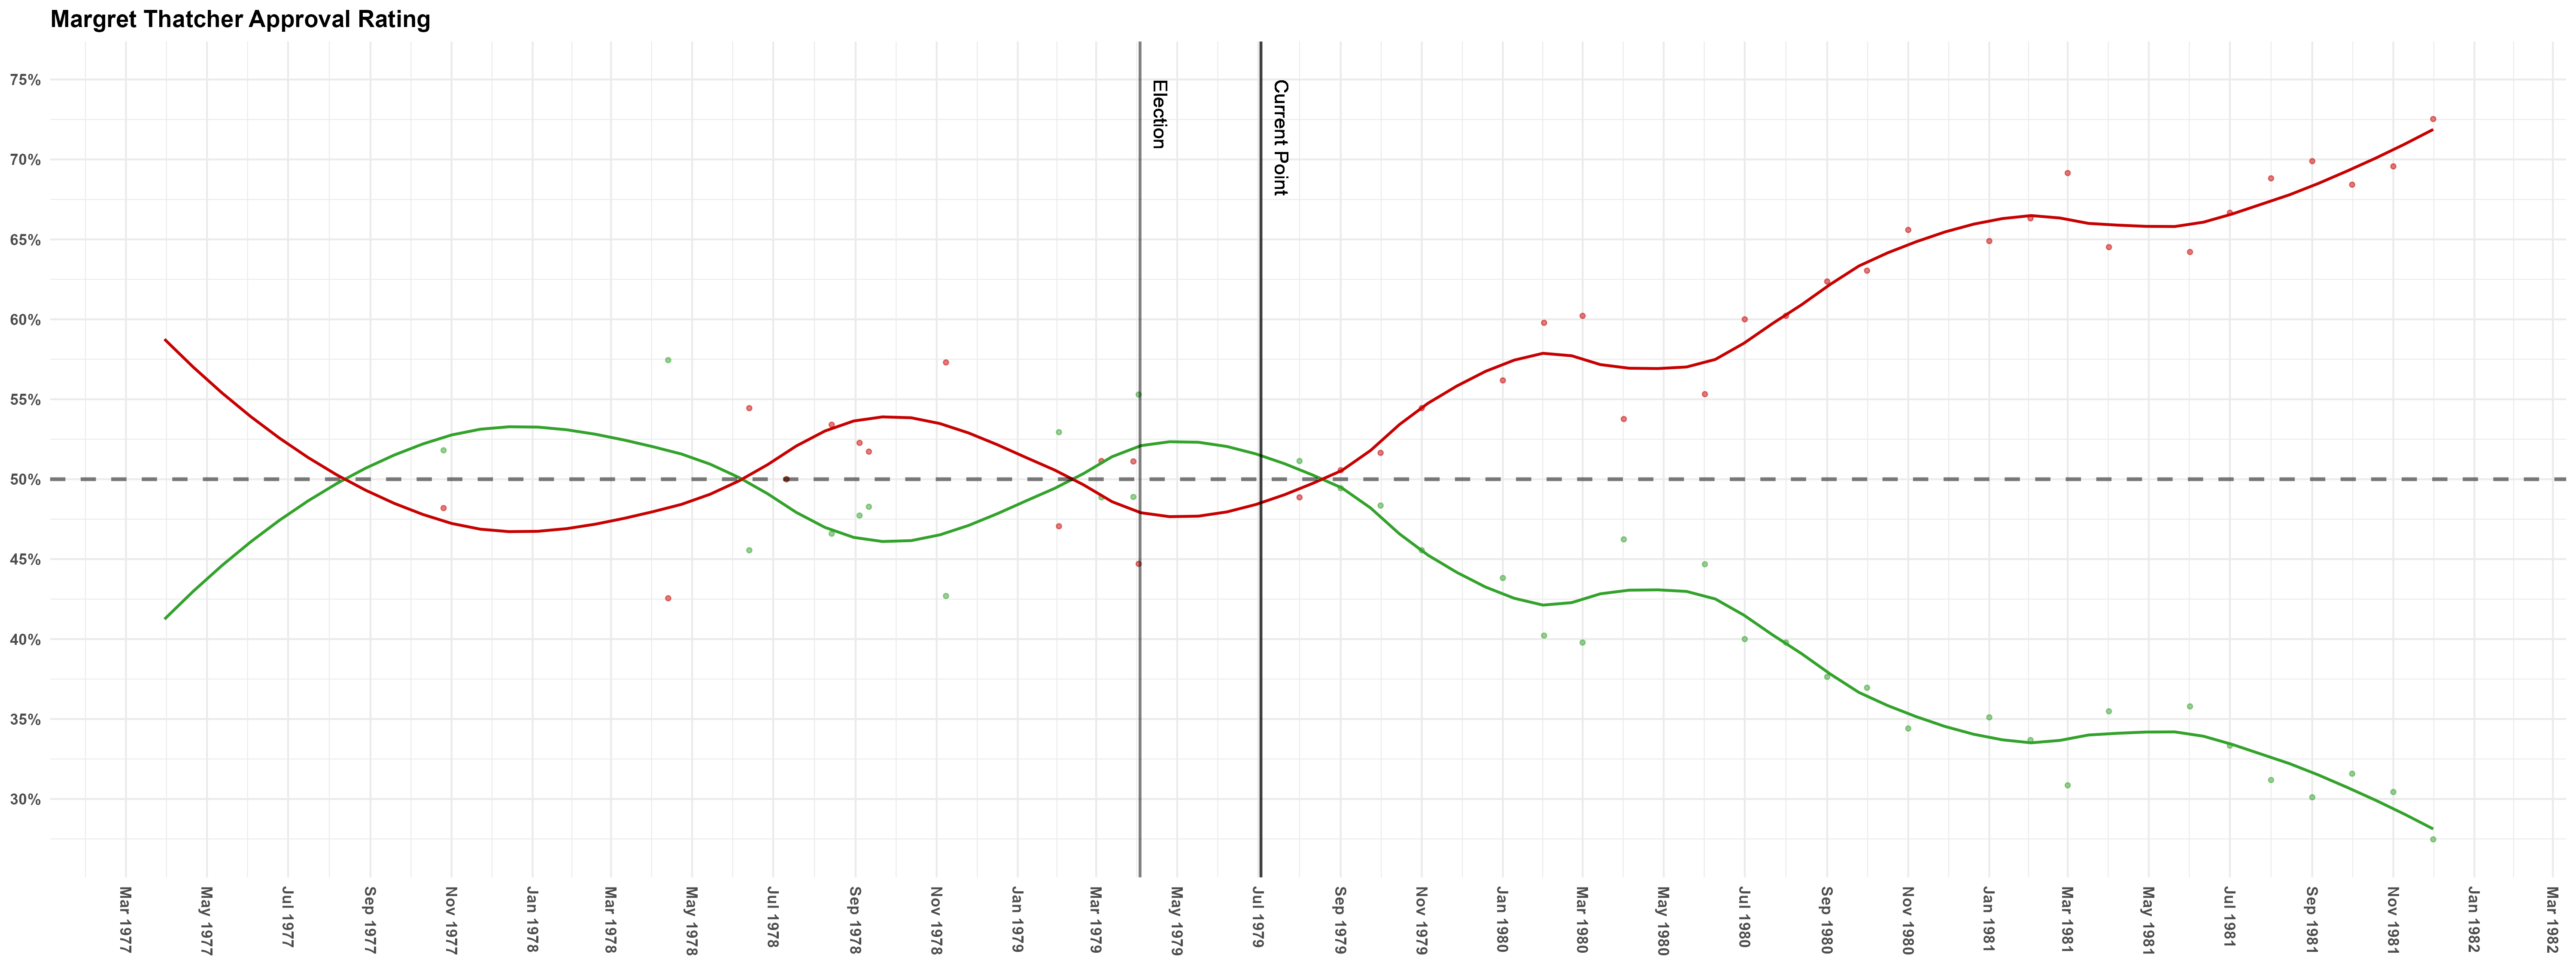 Margret Thatcher Approval Rating
75%
70%
65%
60%
55%
50%
45%
40%
35%
30%
Election
Current Point
Mar 1977
May 1977
Jul 1977
Sep 1977
Nov 1977
Jan 1978
Mar 1978
May 1978
Jul 1978
Sep 1978
Nov 1978
Jan 1979
Mar 1979
May 1979
Jul 1979
Sep 1979
Nov 1979
Jan 1980
Mar 1980
May 1980
Jul 1980
Sep 1980
Nov 1980
Jan 1981
Mar 1981
May 1981
Jul 1981
Sep 1981
Nov 1981
Jan 1982
Mar 1982